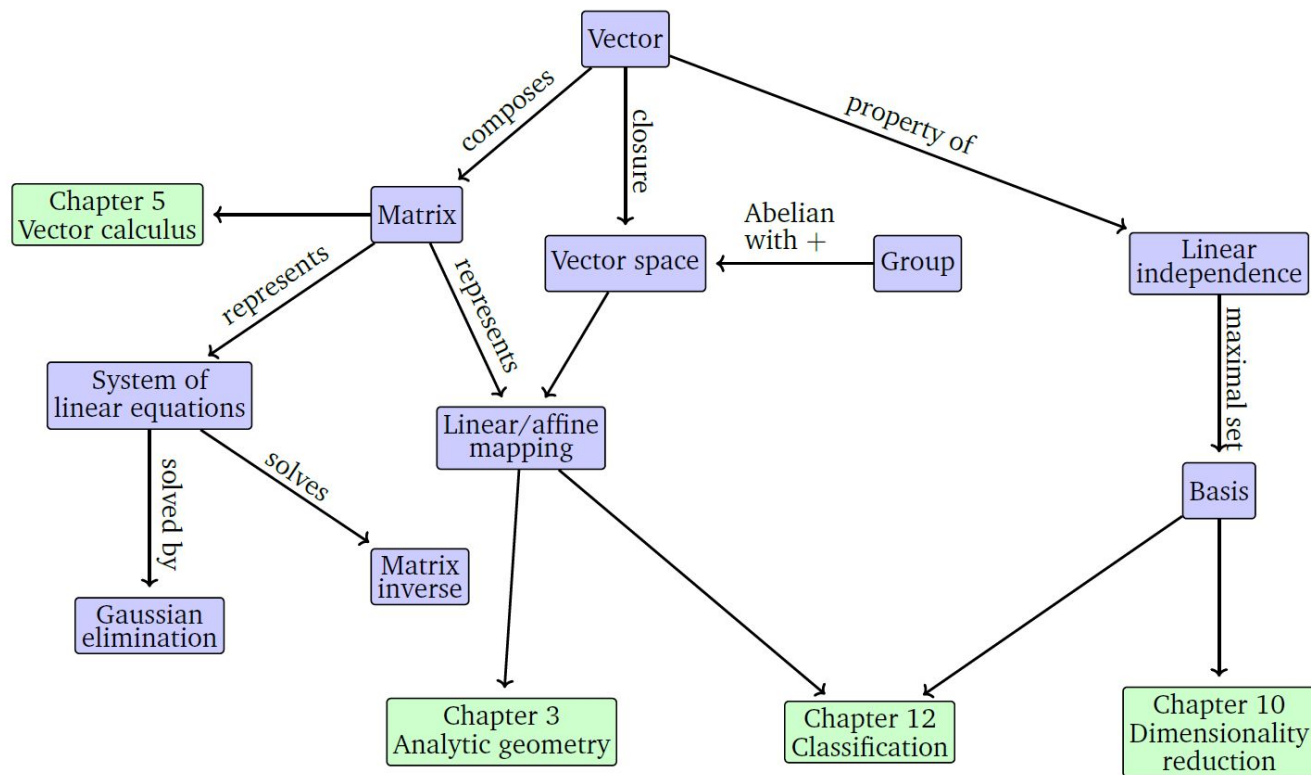 Vector
composes
closure
property of
Chapter 5
Vector calculus
Matrix
Abelian
with +
Vector space
Group
Linear
independence
represents
represents
maximal set
System of
linear equations
Linear/affine
mapping
solved by
solves
Basis
Matrix
inverse
Gaussian
elimination
Chapter 3
Analytic geometry
Chapter 12
Classification
Chapter 10
Dimensionality
reduction